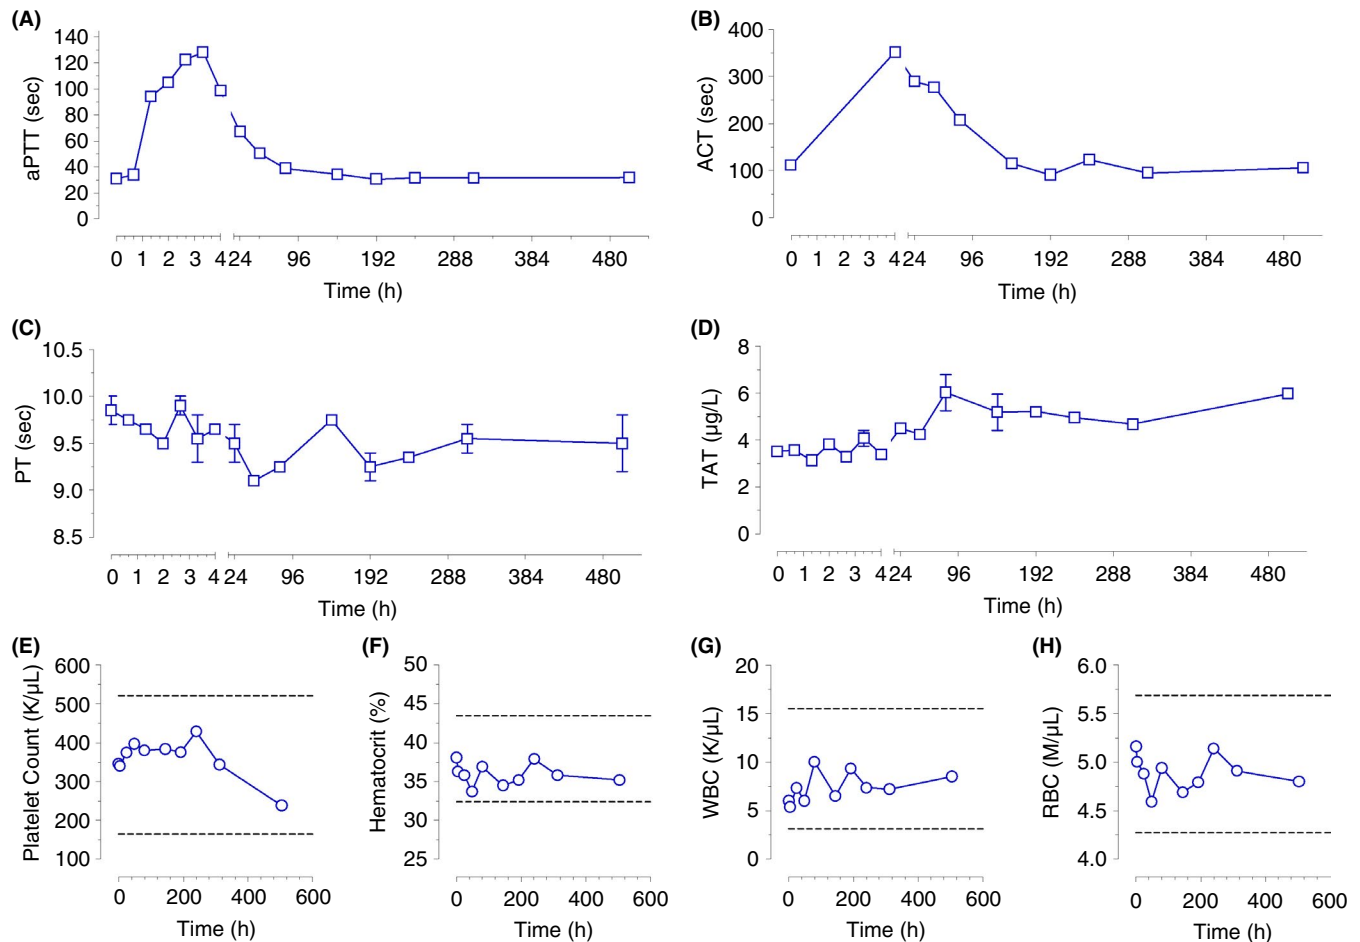 (A)
aPTT (sec)
140
120
100
80
60
40
20
0
0 1 2 3 4 24 96 192 288 384 480
Time (h)
(B)
ACT (sec)
400
300
200
100
0
0 1 2 3 4 24 96 192 288 384 480
Time (h)
(C)
PT (sec)
10.5
10.0
9.5
9.0
8.5
0 1 2 3 4 24 96 192 288 384 480
Time (h)
(D)
TAT (μg/L)
8
6
4
2
0
0 1 2 3 4 24 96 192 288 384 480
Time (h)
(E)
Platelet Count (K/μL)
600
500
400
300
200
100
0 200 400 600
Time (h)
(F)
Hematocrit (%)
50
45
40
35
30
25
0 200 400 600
Time (h)
(G)
WBC (K/μL)
20
15
10
5
0
0 200 400 600
Time (h)
(H)
RBC (M/μL)
6.0
5.5
5.0
4.5
4.0
0 200 400 600
Time (h)